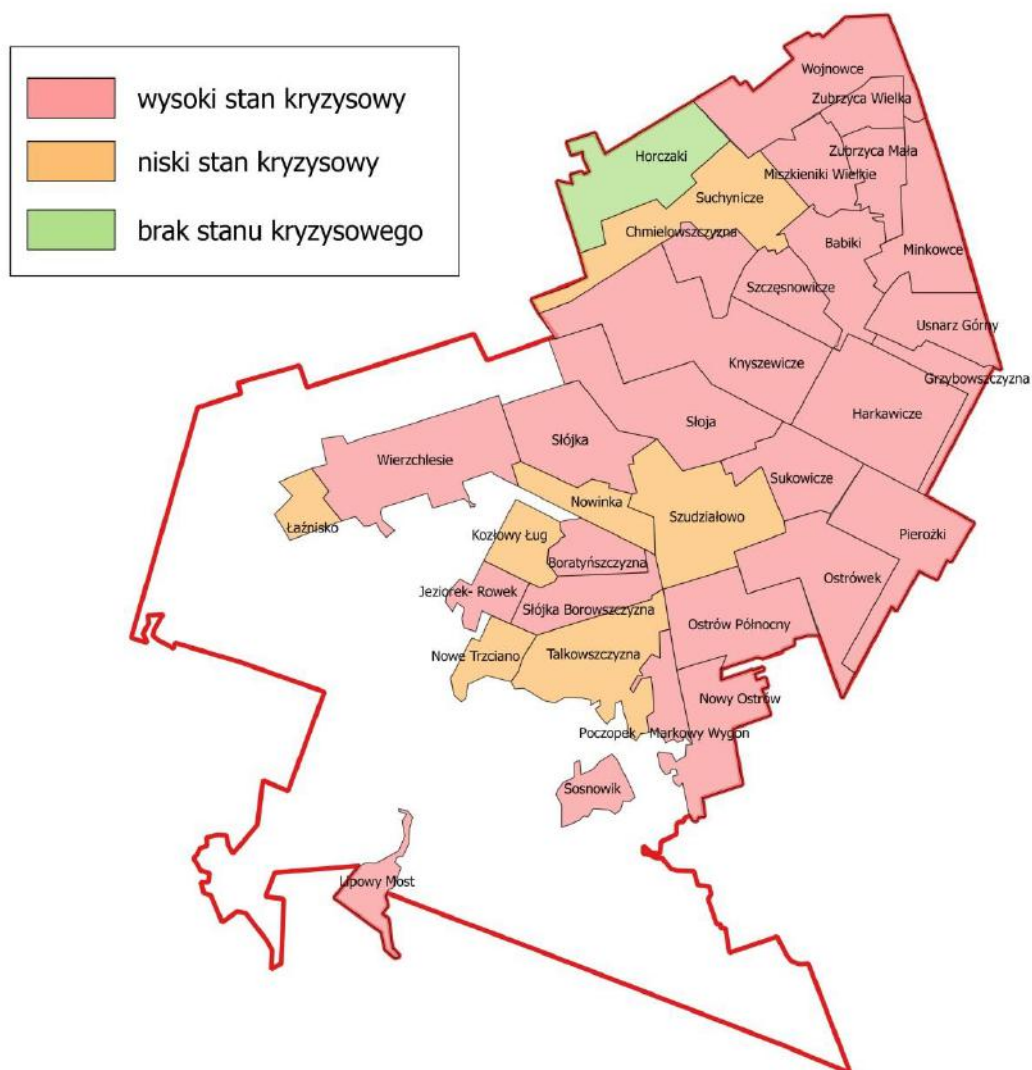 wysoki stan kryzysowy
niski stan kryzysowy
brak stanu kryzysowego
Wojnowce
Zubrzyca Wielka
Zubrzyca Mała
Horczaki
Miszkieniki Wielkie
Suchynicze
Chmielowszczyzna
Babiki
Minkowce
Szczęsnowicze
Usnarz Górny
Knyszewicze
Grzybowszczyzna
Harkawicze
Słoja
Słójka
Wierzchlesie
Sukowicze
Nowinka
Szudziałowo
Łaźnisko
Kozłowy Ług
Pierożki
Boratyńszczyzna
Ostrówek
Jeziorek- Rowek
Słójka Borowszczyzna
Ostrów Północny
Nowe Trzciano
Talkowszczyzna
Nowy Ostrów
Poczopek - Markowy Wygon
Sosnowik
Lipowy Most